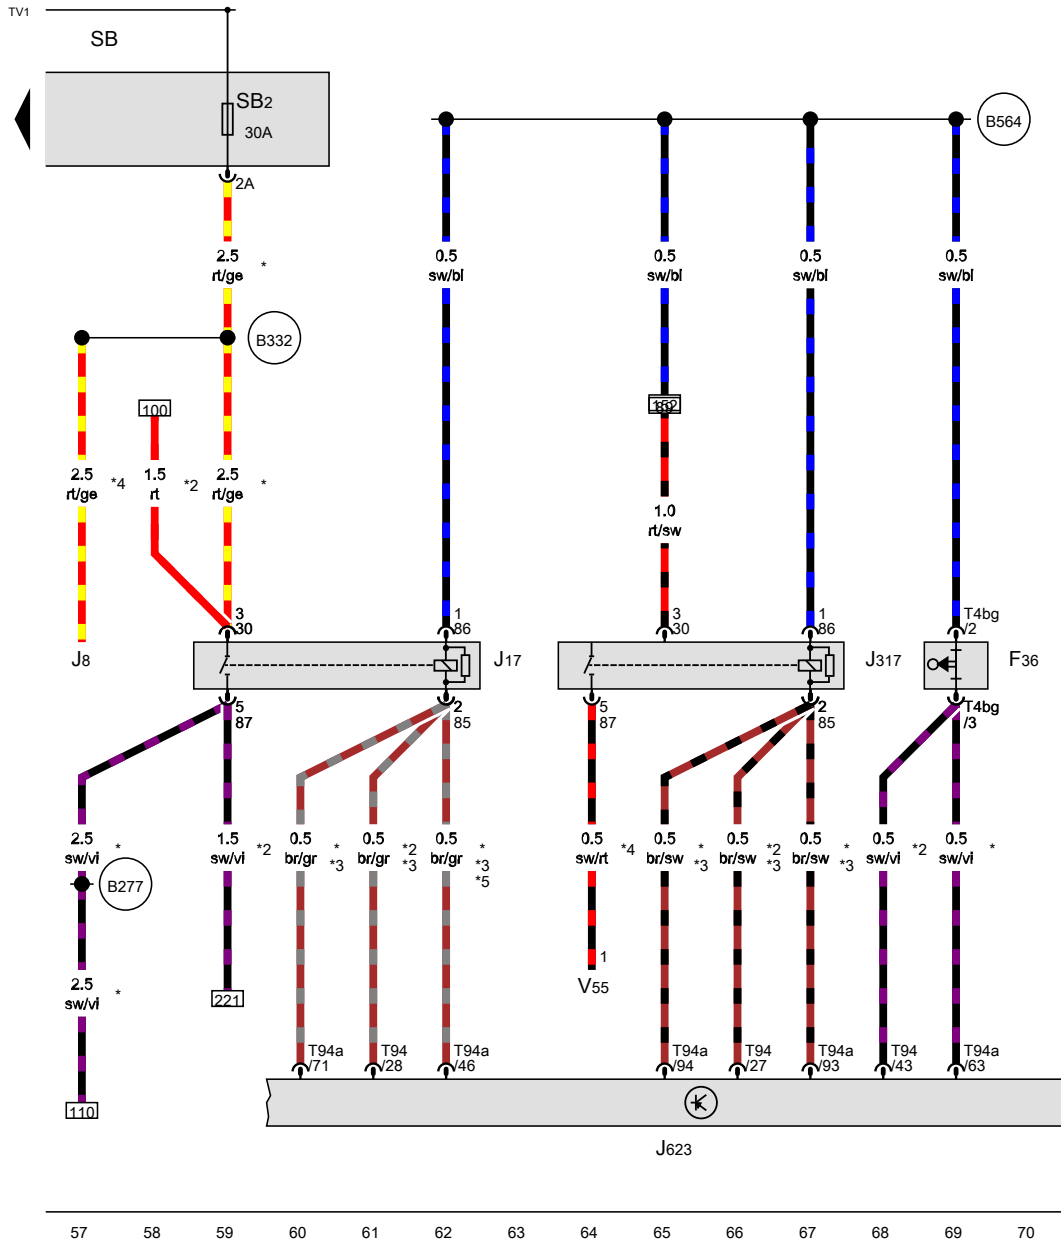 TV1
SB
SB2
30A
2A
B564
2.5
rt/ge
*
0.5
sw/bl
0.5
sw/bl
0.5
sw/bl
0.5
sw/bl
B332
100
152
2.5
rt/ge
*4
1.5
rt
*2
2.5
rt/ge
*
1.0
rt/sw
3
30
1
86
3
30
1
86
T4bg
/2
J8
J17
J317
F36
5
87
2
85
5
87
2
85
T4bg
/3
2.5
sw/vi
*
1.5
sw/vi
*2
0.5
br/gr
*
*3
0.5
br/gr
*2
*3
0.5
br/gr
*
*3
*5
0.5
sw/rt
*4
0.5
br/sw
*
*3
0.5
br/sw
*2
*3
0.5
br/sw
*
*3
0.5
sw/vi
*2
0.5
sw/vi
*
B277
2.5
sw/vi
*
221
1
V55
110
T94a
/71
T94
/28
T94a
/46
T94a
/94
T94
/27
T94a
/93
T94
/43
T94a
/63
J623
57 58 59 60 61 62 63 64 65 66 67 68 69 70